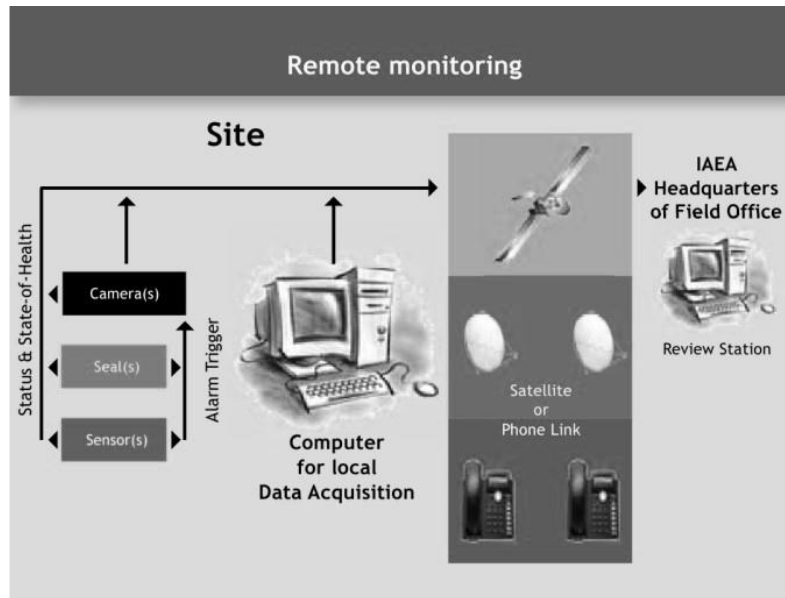 Remote monitoring
Site
Status & State-of-Health
Camera(s)
Seal(s)
Sensor(s)
Alarm Trigger
Computer
for local
Data Acquisition
Satellite
or
Phone Link
IAEA
Headquarters
of Field Office
Review Station